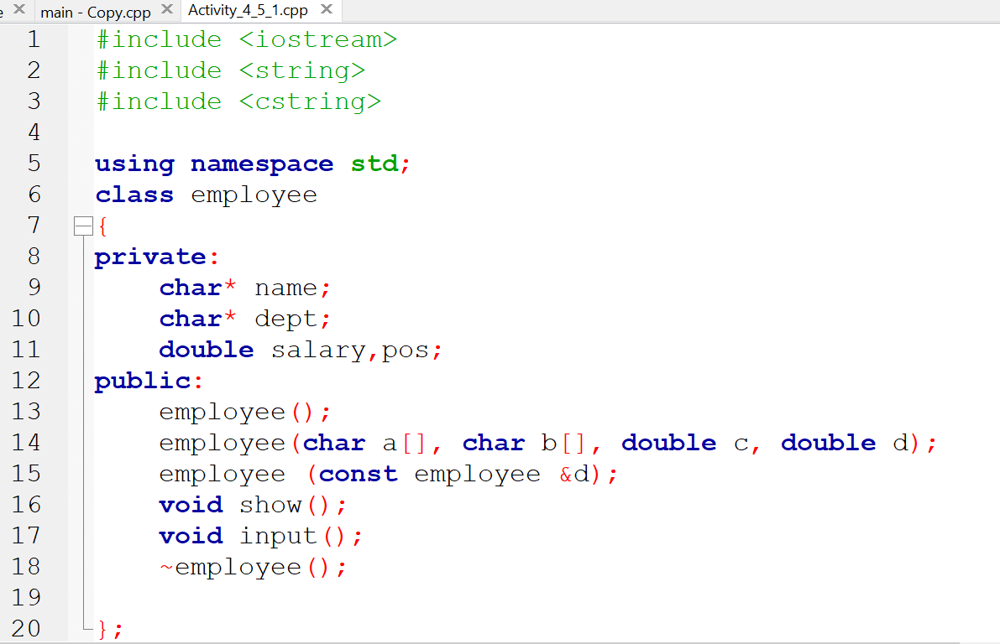 main - Copy.cpp Activity_4_5_1.cpp
1 #include <iostream>
2 #include <string>
3 #include <cstring>
4
5 using namespace std;
6 class employee
7 {
8 private:
9 char* name;
10 char* dept;
11 double salary,pos;
12 public:
13 employee();
14 employee(char a[], char b[], double c, double d);
15 employee (const employee &d);
16 void show();
17 void input();
18 ~employee();
19
20 };